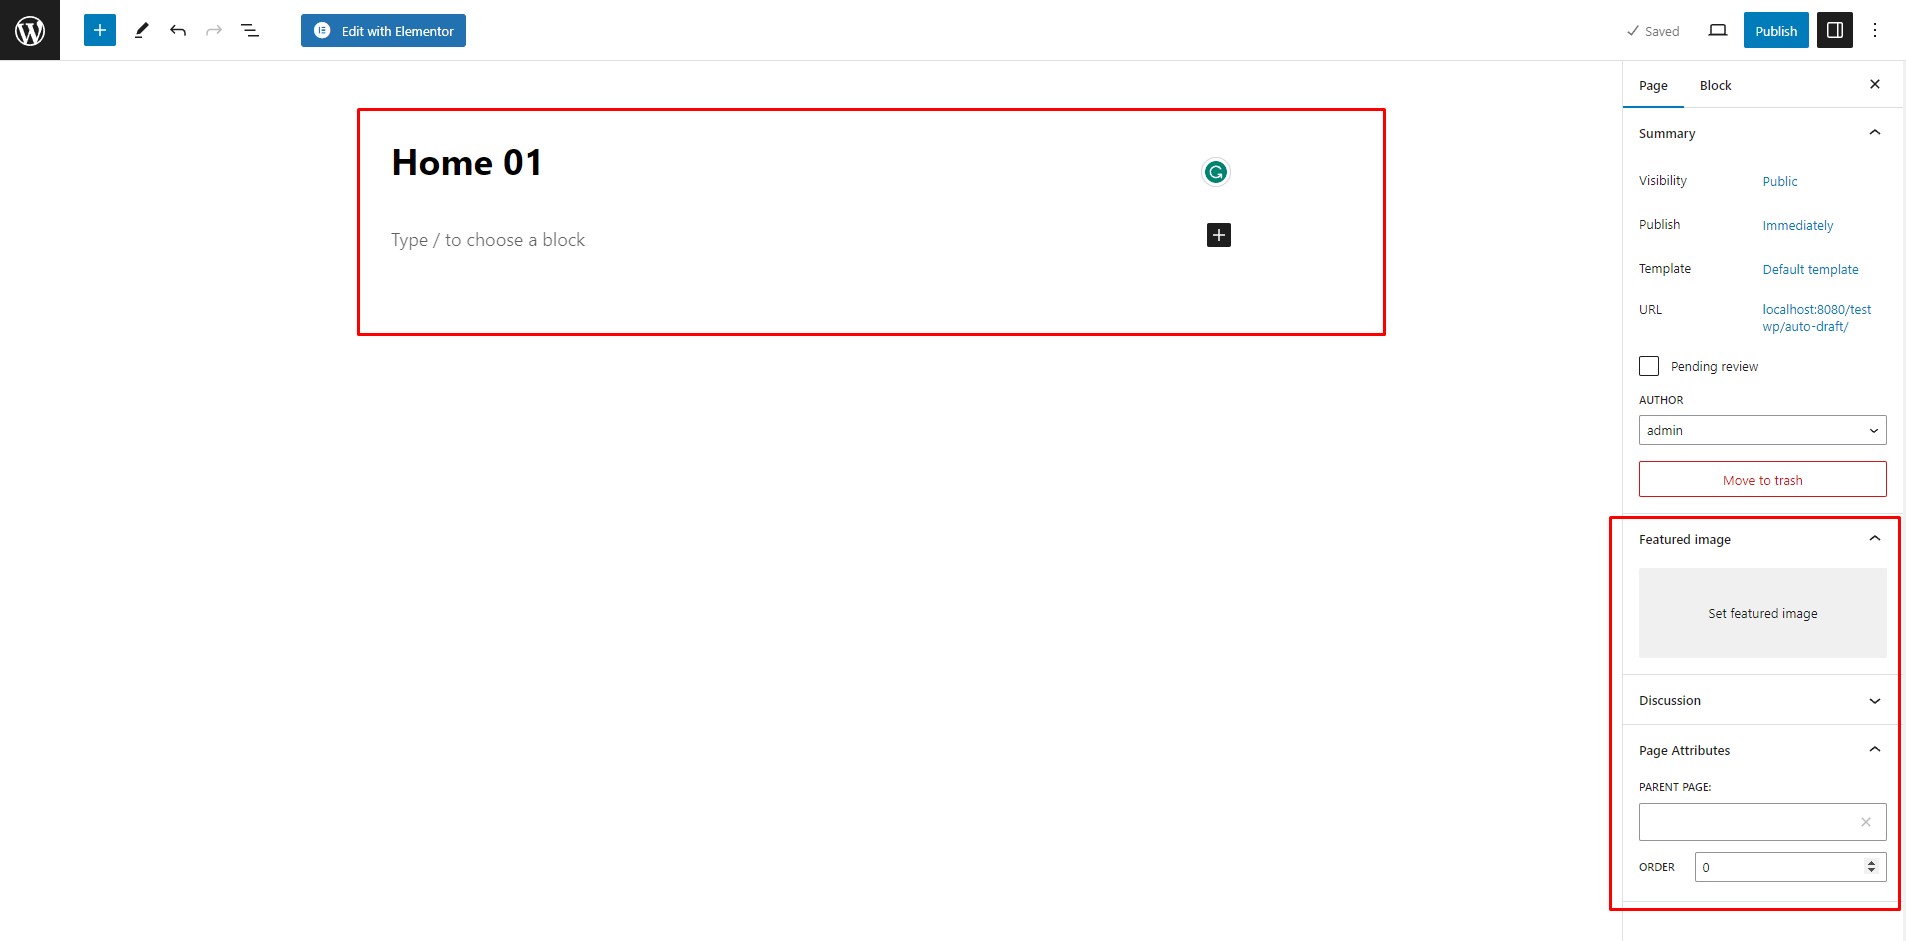 Edit with Elementor
Saved
Publish
Page
Block
Home 01
Type / to choose a block
Summary
Visibility
Public
Publish
Immediately
Template
Default template
URL
localhost:8080/test
wp/auto-draft/
Pending review
AUTHOR
admin
Move to trash
Featured image
Set featured image
Discussion
Page Attributes
PARENT PAGE:
ORDER
0